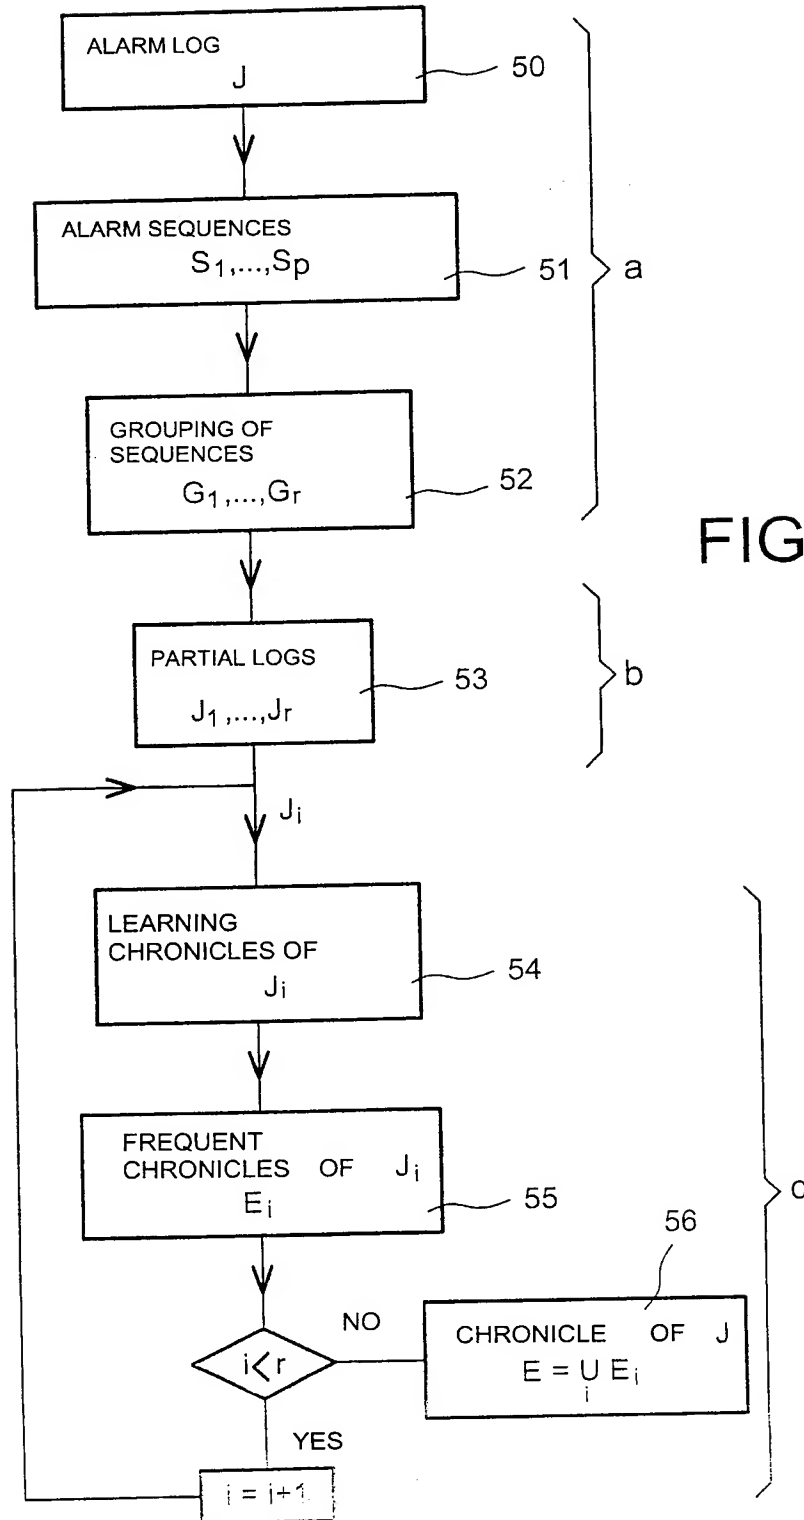 ALARM LOG
J
50
ALARM SEQUENCES
S1,...,Sp
51
a
GROUPING OF
SEQUENCES
G1,...,Gr
52
FIG
PARTIAL LOGS
J1,...,Jr
53
b
Ji
LEARNING
CHRONICLES OF
Ji
54
FREQUENT
CHRONICLES OF Ji
Ei
55
c
56
NO
CHRONICLE OF J
E = U Ei
i
i<r
YES
i = i+1